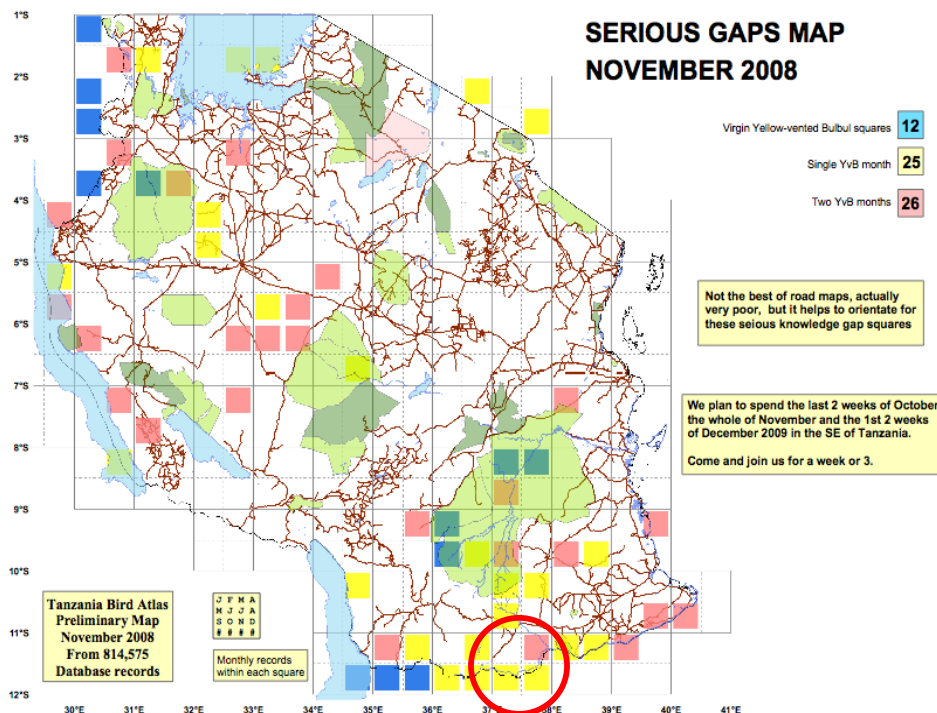 SERIOUS GAPS MAP
NOVEMBER 2008
Virgin Yellow-vented Bulbul squares 12
Single YvB month 25
Two YvB months 26
Not the best of road maps, actually
very poor, but it helps to orientate for
these seious knowledge gap squares
We plan to spend the last 2 weeks of October
the whole of November and the 1st 2 weeks
of December 2009 in the SE of Tanzania.
Come and join us for a week or 3.
1°S
2°S
3°S
4°S
5°S
6°S
7°S
8°S
9°S
10°S
11°S
12°S
Tanzania Bird Atlas
Preliminary Map
November 2008
From 814,575
Database records
J F M A
M J J A
S O N D
# # # #
Monthly records
within each square
30°E 31°E 32°E 33°E 34°E 35°E 36°E 37°E 38°E 39°E 40°E 41°E